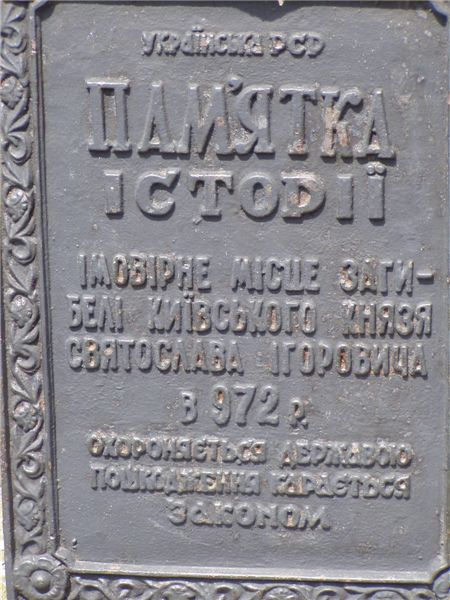 УКРАЇНСЬКА РСР
ПАМ'ЯТКА
ІСТОРІЇ
ІМОВІРНЕ МІСЦЕ ЗАГИ-
БЕЛІ КИЇВСЬКОГО КНЯЗЯ
СВЯТОСЛАВА ІГОРОВИЧА
В 972 р.
ОХОРОНЯЄТЬСЯ ДЕРЖАВОЮ
ПОШКОДЖЕННЯ КАРАЄТЬСЯ
ЗАКОНОМ